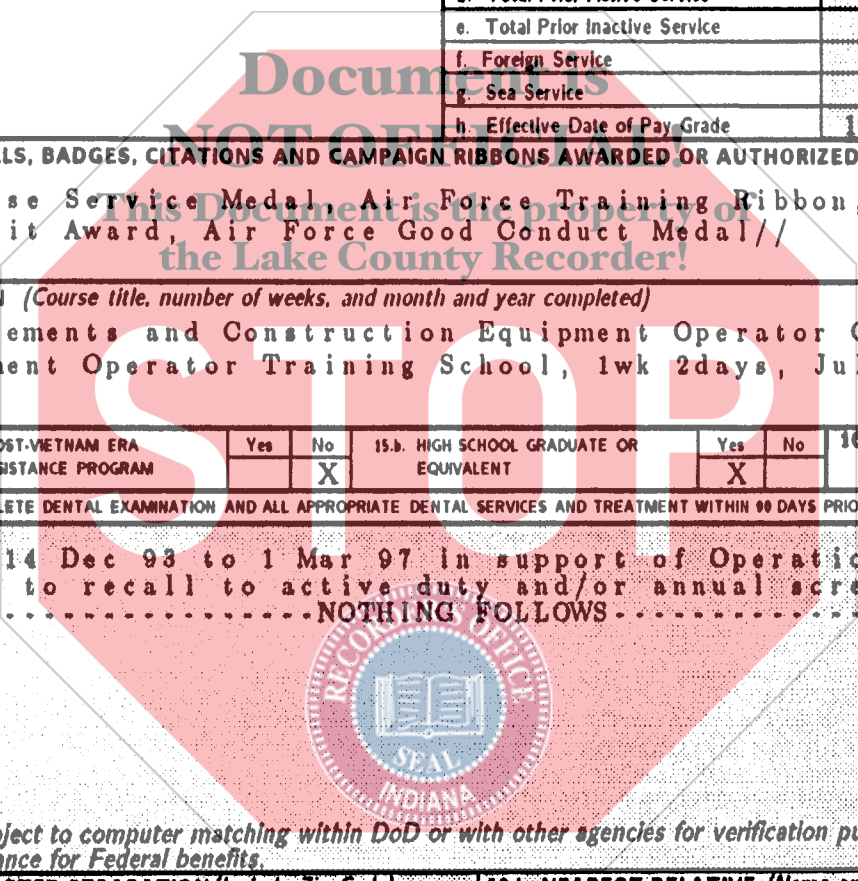 e. Total Prior Inactive Service
f. Foreign Service
g. Sea Service
h. Effective Date of Pay Grade
LS, BADGES, CITATIONS AND CAMPAIGN RIBBONS AWARDED OR AUTHORIZED
se Service Medal, Air Force Training Ribbon,
it Award, Air Force Good Conduct Medal//
(Course title, number of weeks, and month and year completed)
ements and Construction Equipment Operator
ent Operator Training School, 1wk 2days,
OST-VIETNAM ERA Yes No 15.b. HIGH SCHOOL GRADUATE OR Yes No
SISTANCE PROGRAM X EQUIVALENT X
LETE DENTAL EXAMINATION AND ALL APPROPRIATE DENTAL SERVICES AND TREATMENT WITHIN 90 DAYS PRIO
14 Dec 93 to 1 Mar 97 in support of Operatio
to recall to active duty and/or annual scre
NOTHING FOLLOWS
ject to computer matching within DoD or with other agencies for verification pu
ance for Federal benefits.
Document is
NOT OFFICIAL!
This Document is the property of
the Lake County Recorder!
STOP
RECORDER'S OFFICE
SEAL
INDIANA